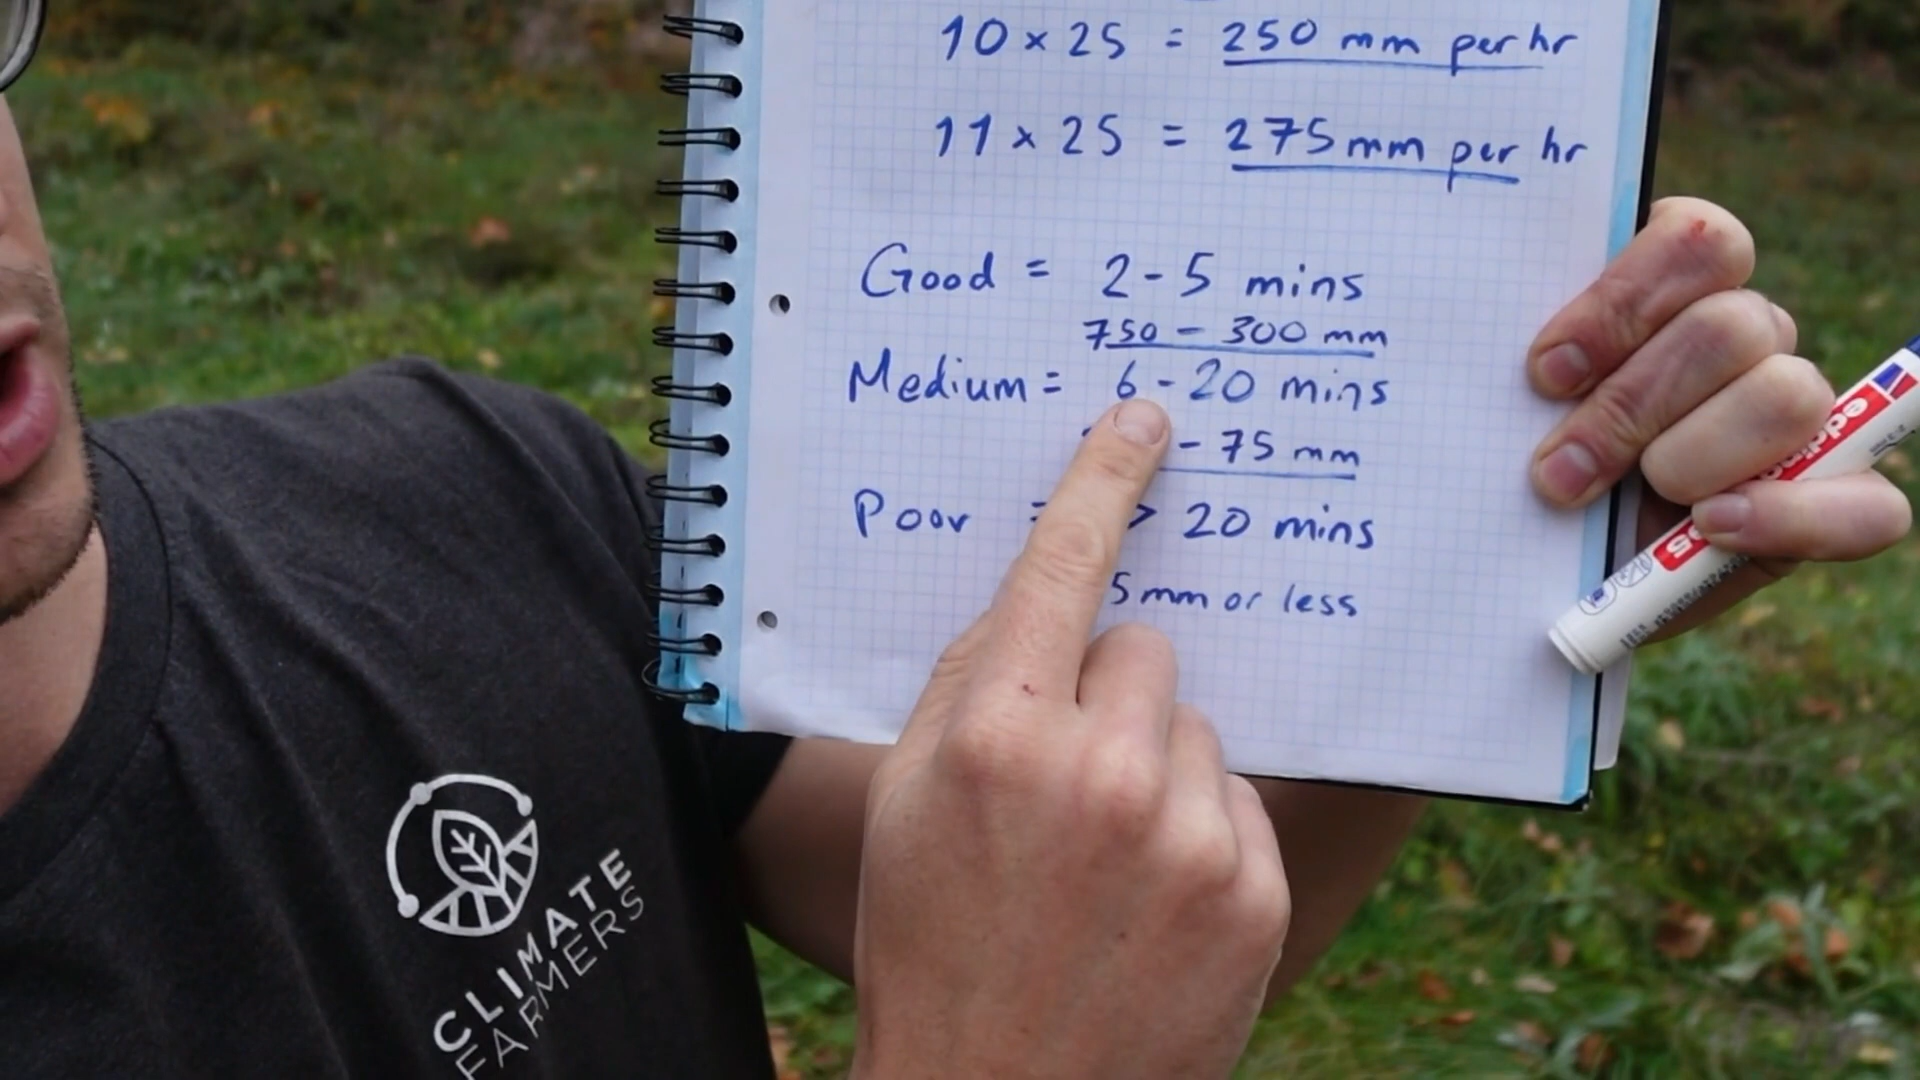 10 × 25 = 250 mm per hr
11 × 25 = 275 mm per hr
Good = 2 - 5 mins
750 - 300 mm
Medium = 6 - 20 mins
- 75 mm
Poor = > 20 mins
5 mm or less
edding
CLIMATE
FARMERS